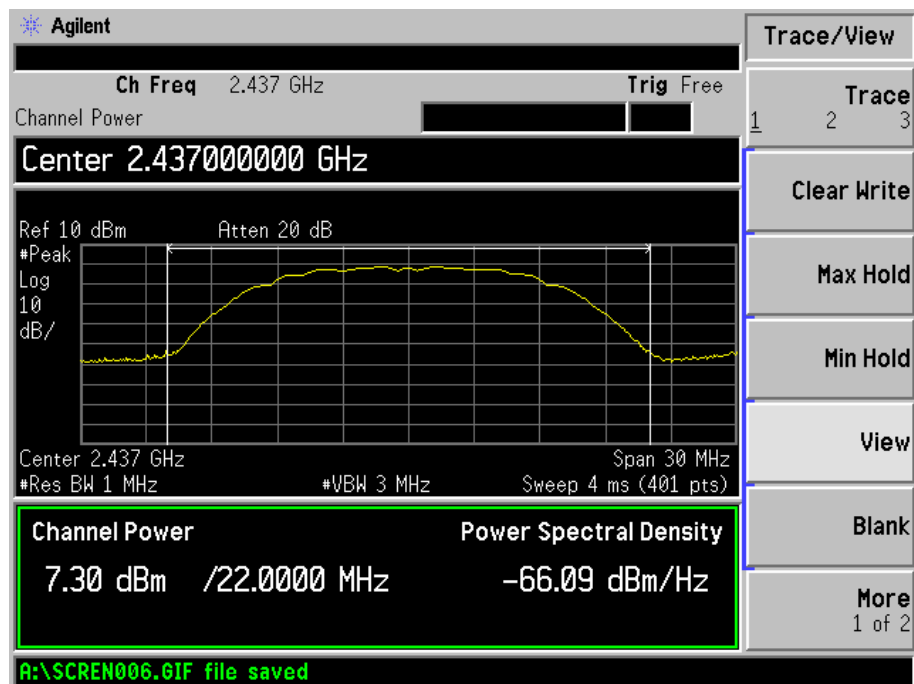 Agilent
Trace/View
Ch Freq 2.437 GHz Trig Free
Channel Power
Trace
1 2 3
Center 2.437000000 GHz
Clear Write
Ref 10 dBm Atten 20 dB
#Peak
Log
10
dB/
Max Hold
Min Hold
Center 2.437 GHz Span 30 MHz
#Res BW 1 MHz #VBW 3 MHz Sweep 4 ms (401 pts)
View
Channel Power Power Spectral Density
7.30 dBm /22.0000 MHz -66.09 dBm/Hz
Blank
More
1 of 2
A:\SCREN006.GIF file saved